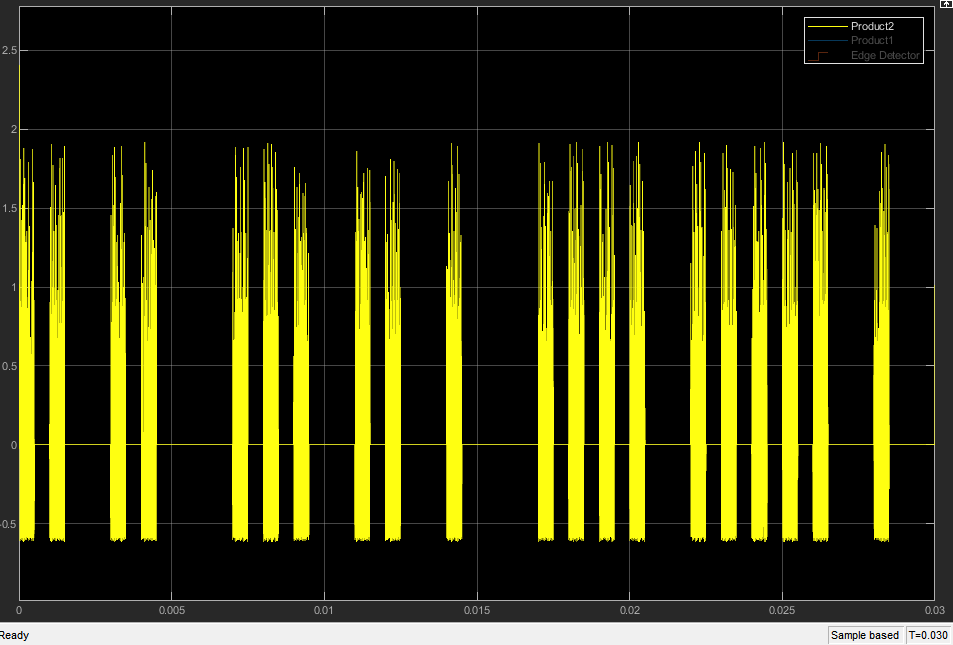 Product2
Product1
Edge Detector
2.5
2
1.5
1
0.5
0
-0.5
0
0.005
0.01
0.015
0.02
0.025
0.03
Ready
Sample based
T=0.030